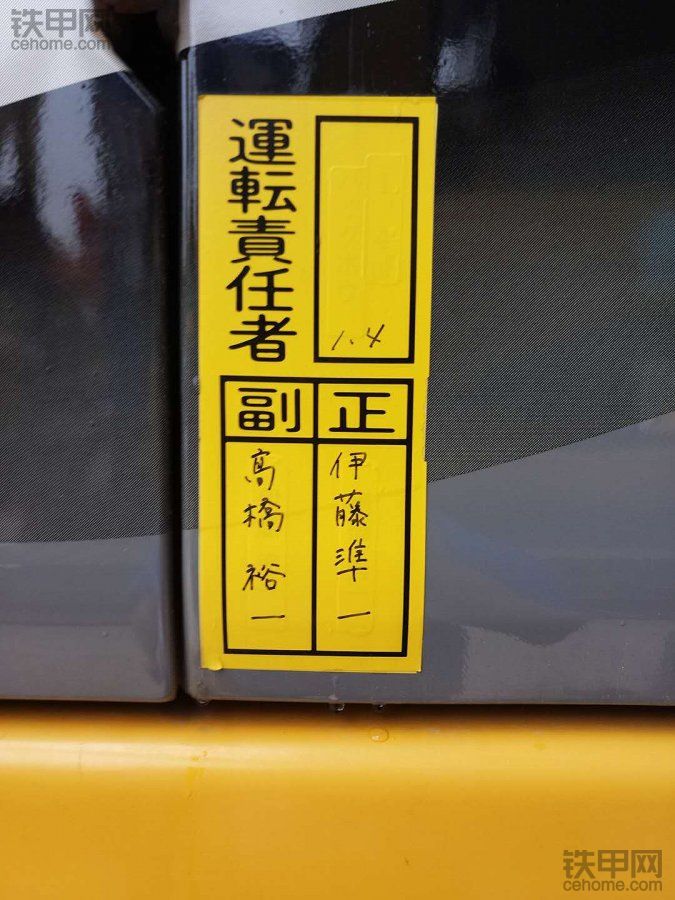 铁甲网
cehome.com
運転責任者
1.4
正
伊藤準一
副
高橋裕一
铁甲网
cehome.com